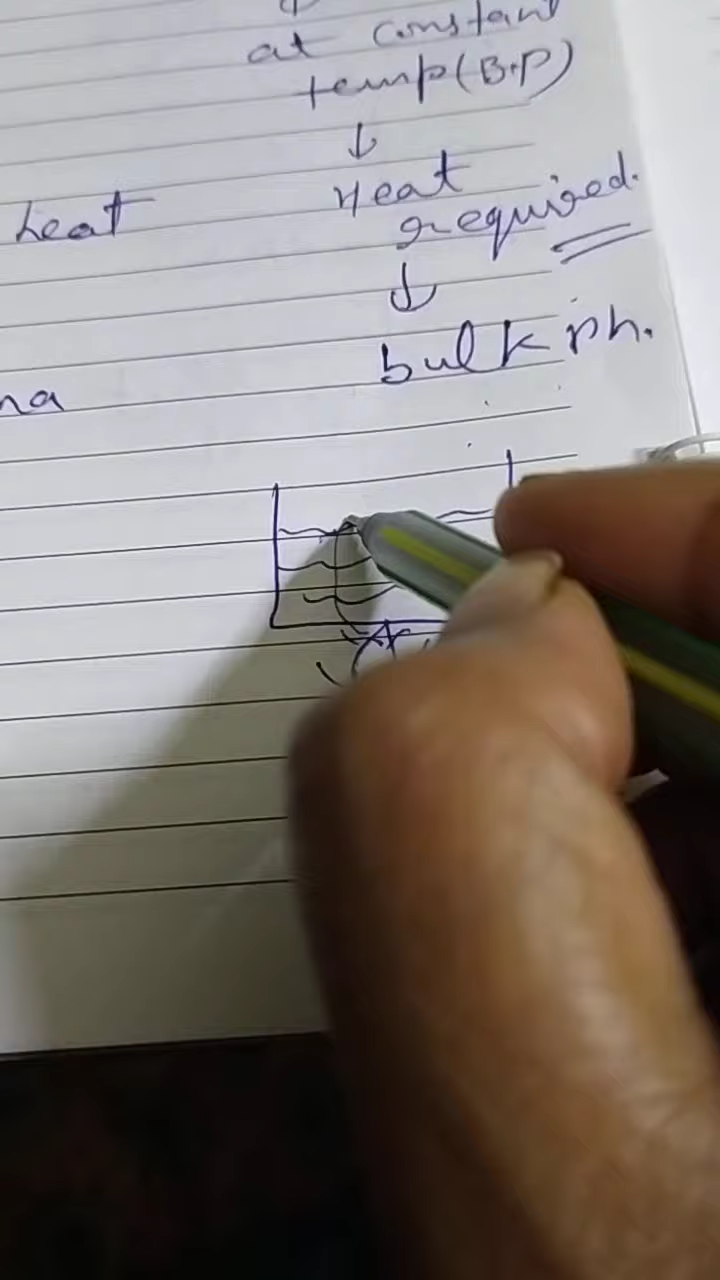 at constant
temp(B.P)
↓
Heat
heat
required.
↓
bulk ph.
na